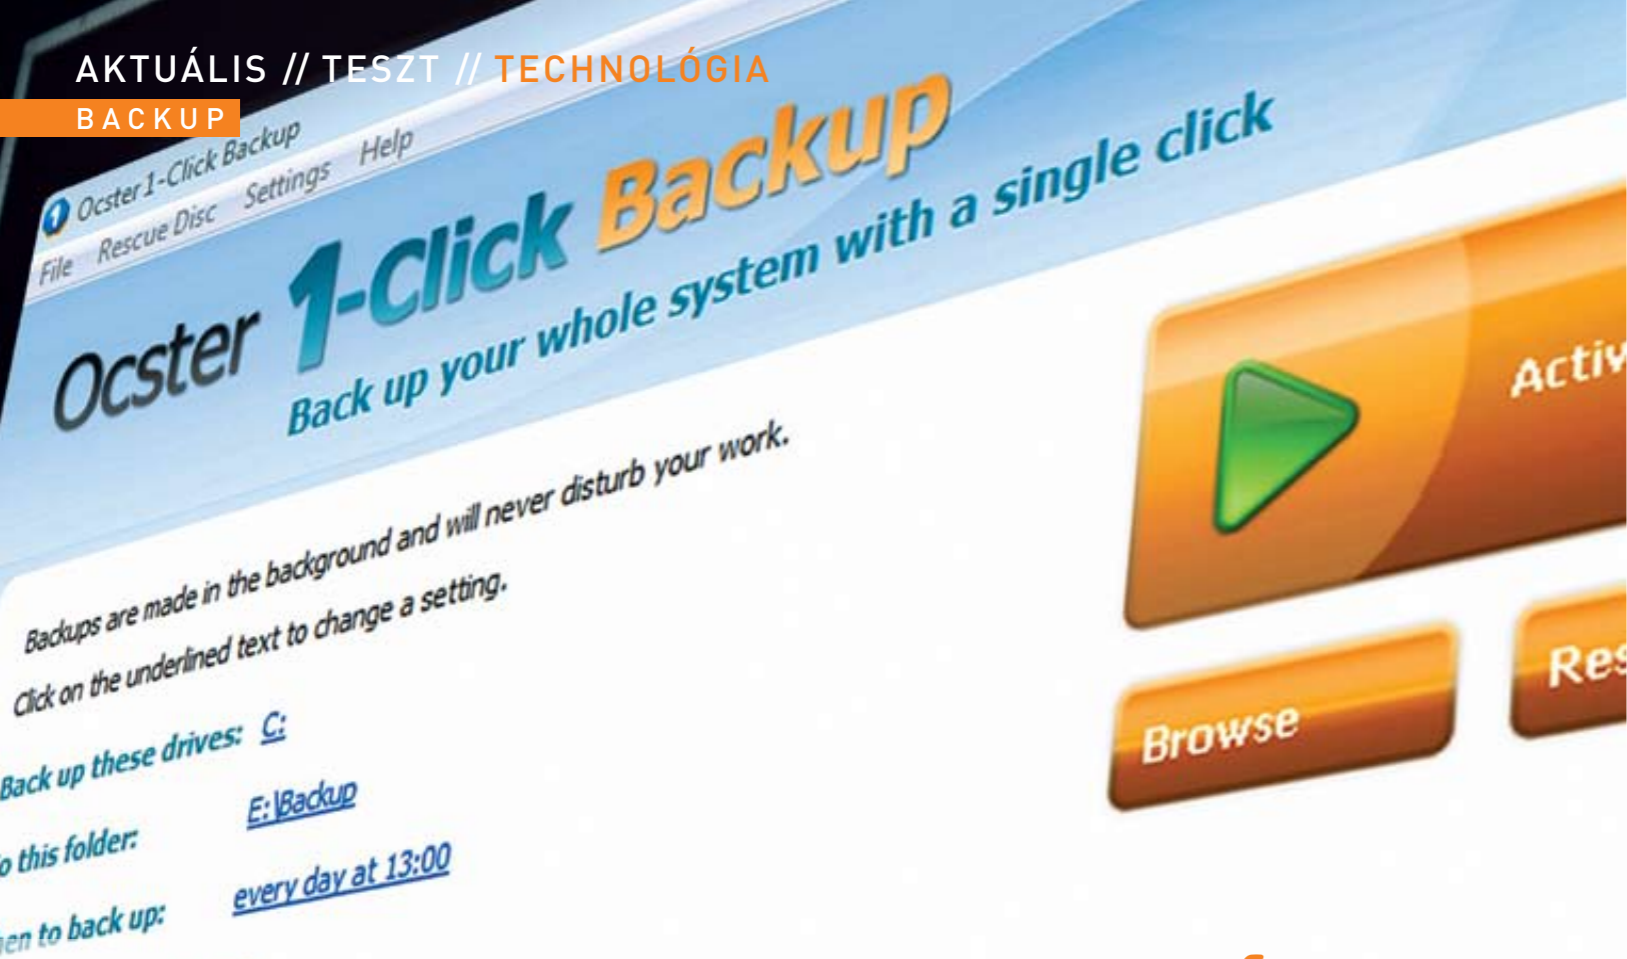 AKTUÁLIS // TESZT // TECHNOLÓGIA
BACKUP
Ocster 1-Click Backup
File Rescue Disc Settings Help
Ocster 1-Click Backup
Back up your whole system with a single click
Backups are made in the background and will never disturb your work.
Click on the underlined text to change a setting.
Back up these drives: C:
this folder: E:\Backup
to back up: every day at 13:00
Browse